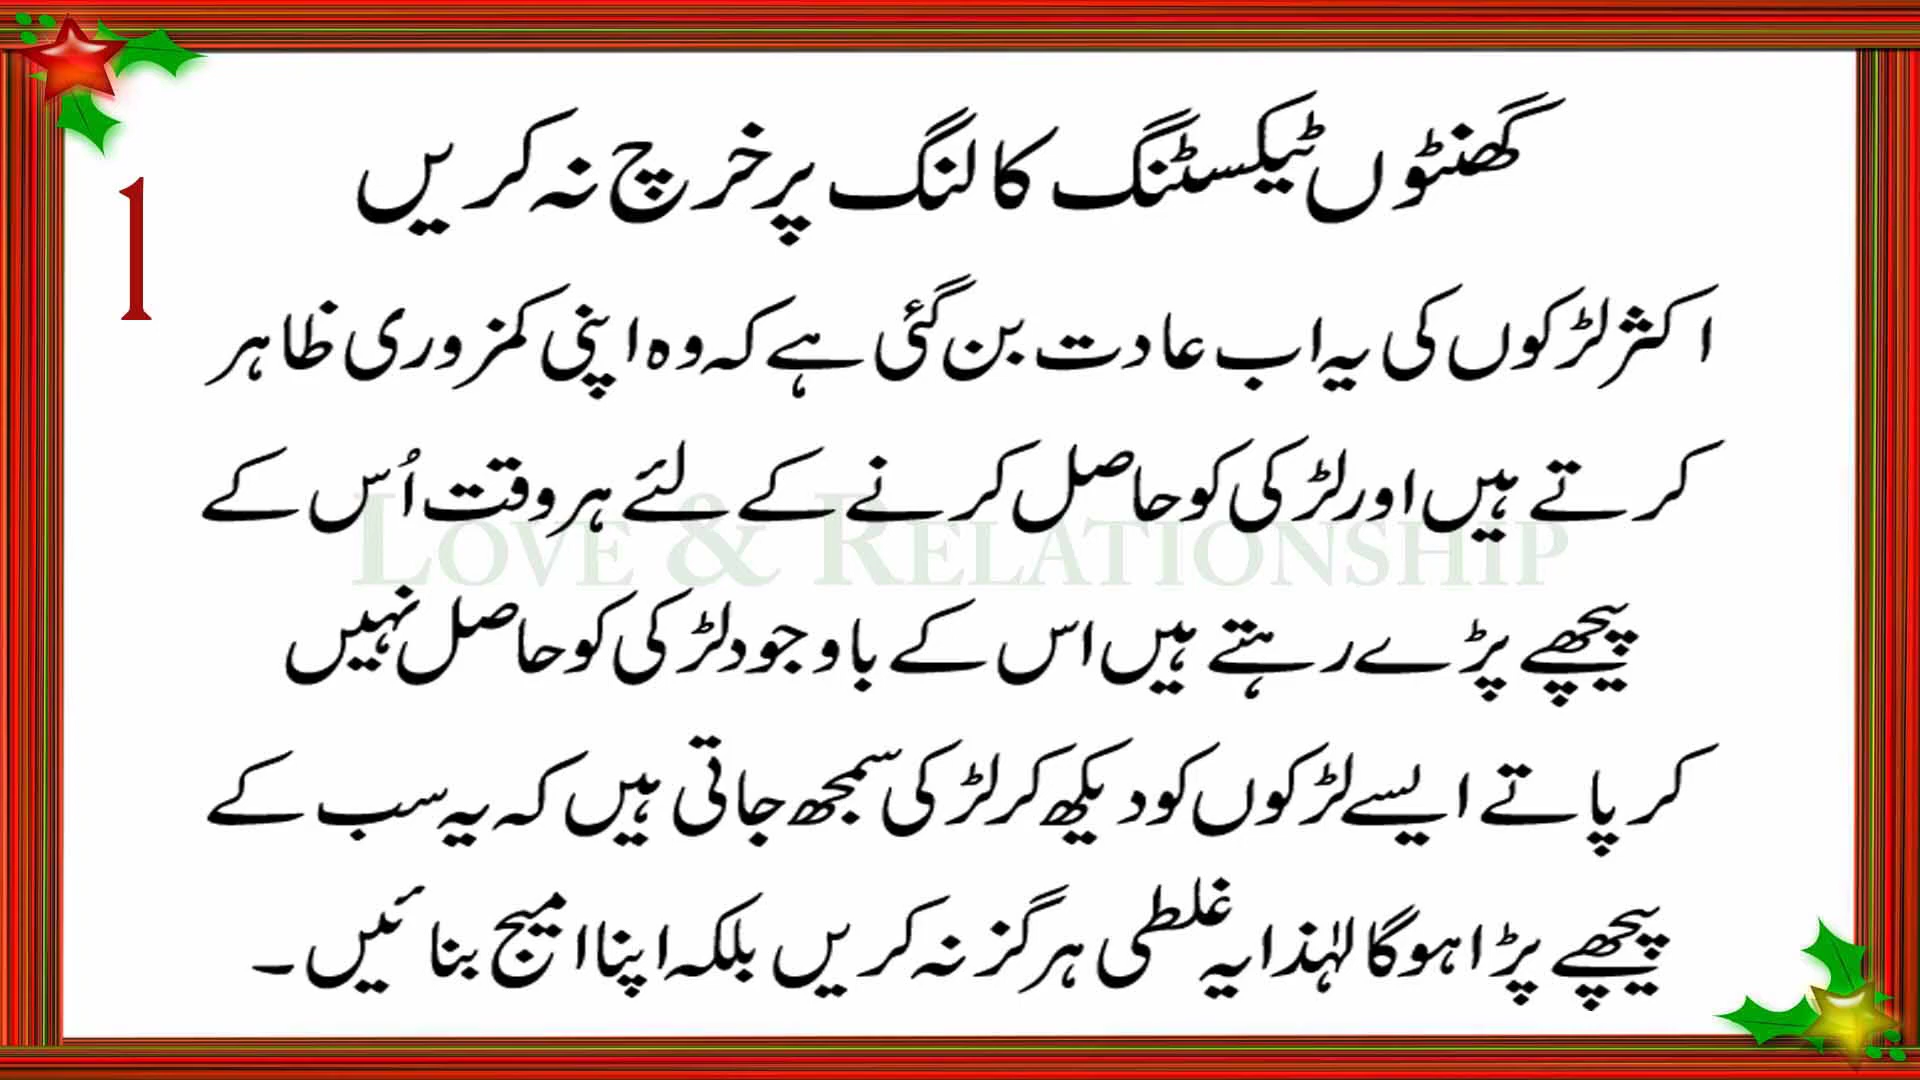 1
گھنٹوں ٹیکسٹنگ کالنگ پر خرچ نہ کریں
اکثر لڑکوں کی یہ اب عادت بن گئی ہے کہ وہ اپنی کمزوری ظاہر
کرتے ہیں اور لڑکی کو حاصل کرنے کے لئے ہر وقت اُس کے
LOVE & RELATIONSHIP
پیچھے پڑے رہتے ہیں اس کے باوجود لڑکی کو حاصل نہیں
کر پاتے ایسے لڑکوں کو دیکھ کر لڑکی سمجھ جاتی ہیں کہ یہ سب کے
پیچھے پڑا ہوگا لہٰذا یہ غلطی ہرگز نہ کریں بلکہ اپنا امیج بنائیں۔